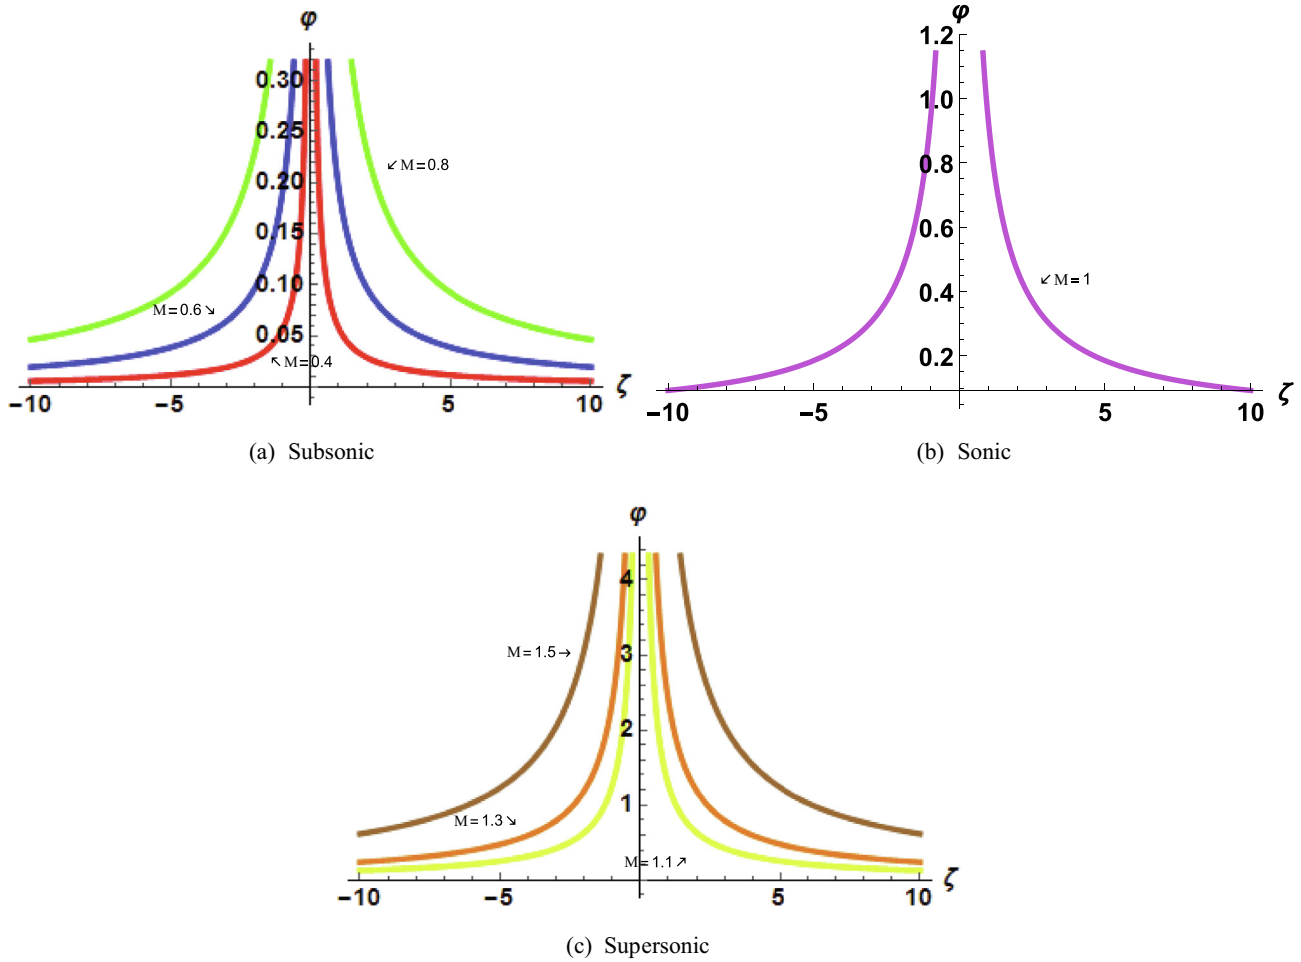 φ
0.30
0.25
0.20
0.15
0.10
0.05
↙M=0.8
M=0.6↘
↖M=0.4
−10 −5 5 10 ζ
(a) Subsonic
φ
1.2
1.0
0.8
0.6
0.4
0.2
↙M=1
−10 −5 5 10 ζ
(b) Sonic
φ
4
3
2
1
M=1.5→
M=1.3↘
M=1.1↗
−10 −5 5 10 ζ
(c) Supersonic